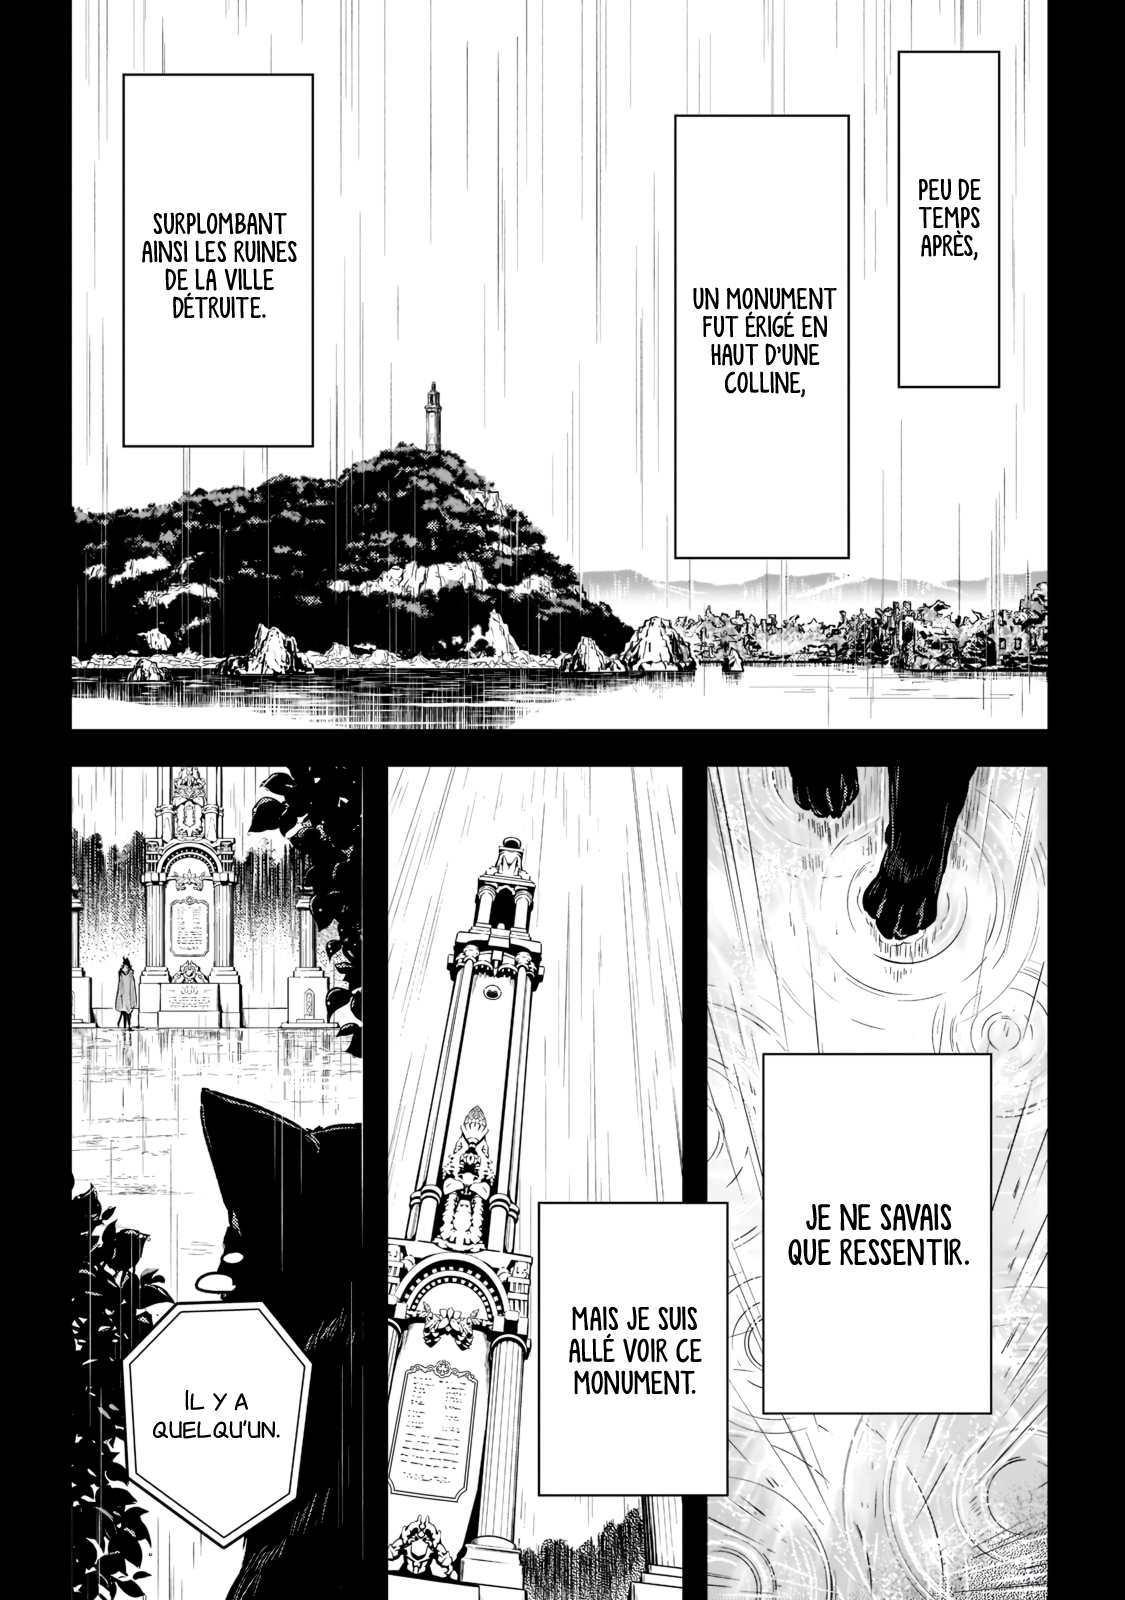 PEU DE
TEMPS
APRÈS,
UN MONUMENT
FUT ÉRIGÉ EN
HAUT D'UNE
COLLINE,
SURPLOMBANT
AINSI LES RUINES
DE LA VILLE
DÉTRUITE.
JE NE SAVAIS
QUE RESSENTIR.
MAIS JE SUIS
ALLÉ VOIR CE
MONUMENT.
IL Y A
QUELQU'UN.